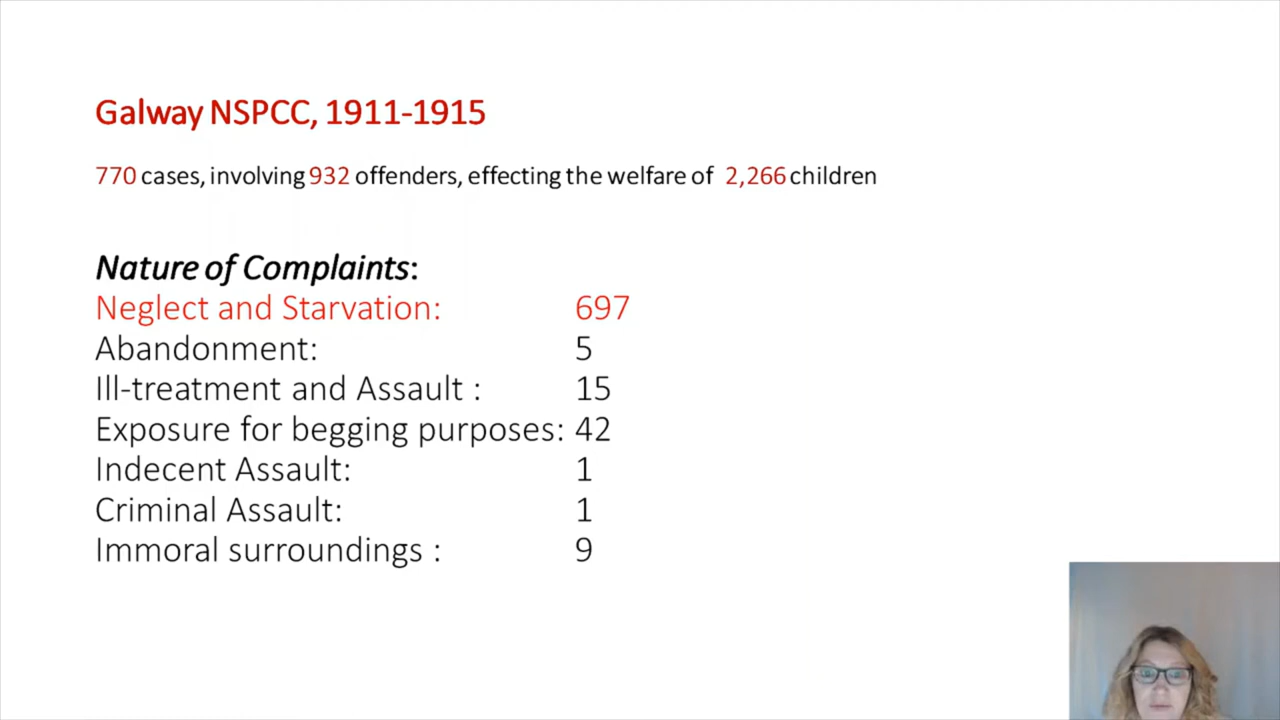 Galway NSPCC, 1911-1915
770 cases, involving 932 offenders, effecting the welfare of 2,266 children
Nature of Complaints:
Neglect and Starvation: 697
Abandonment: 5
Ill-treatment and Assault : 15
Exposure for begging purposes: 42
Indecent Assault: 1
Criminal Assault: 1
Immoral surroundings : 9